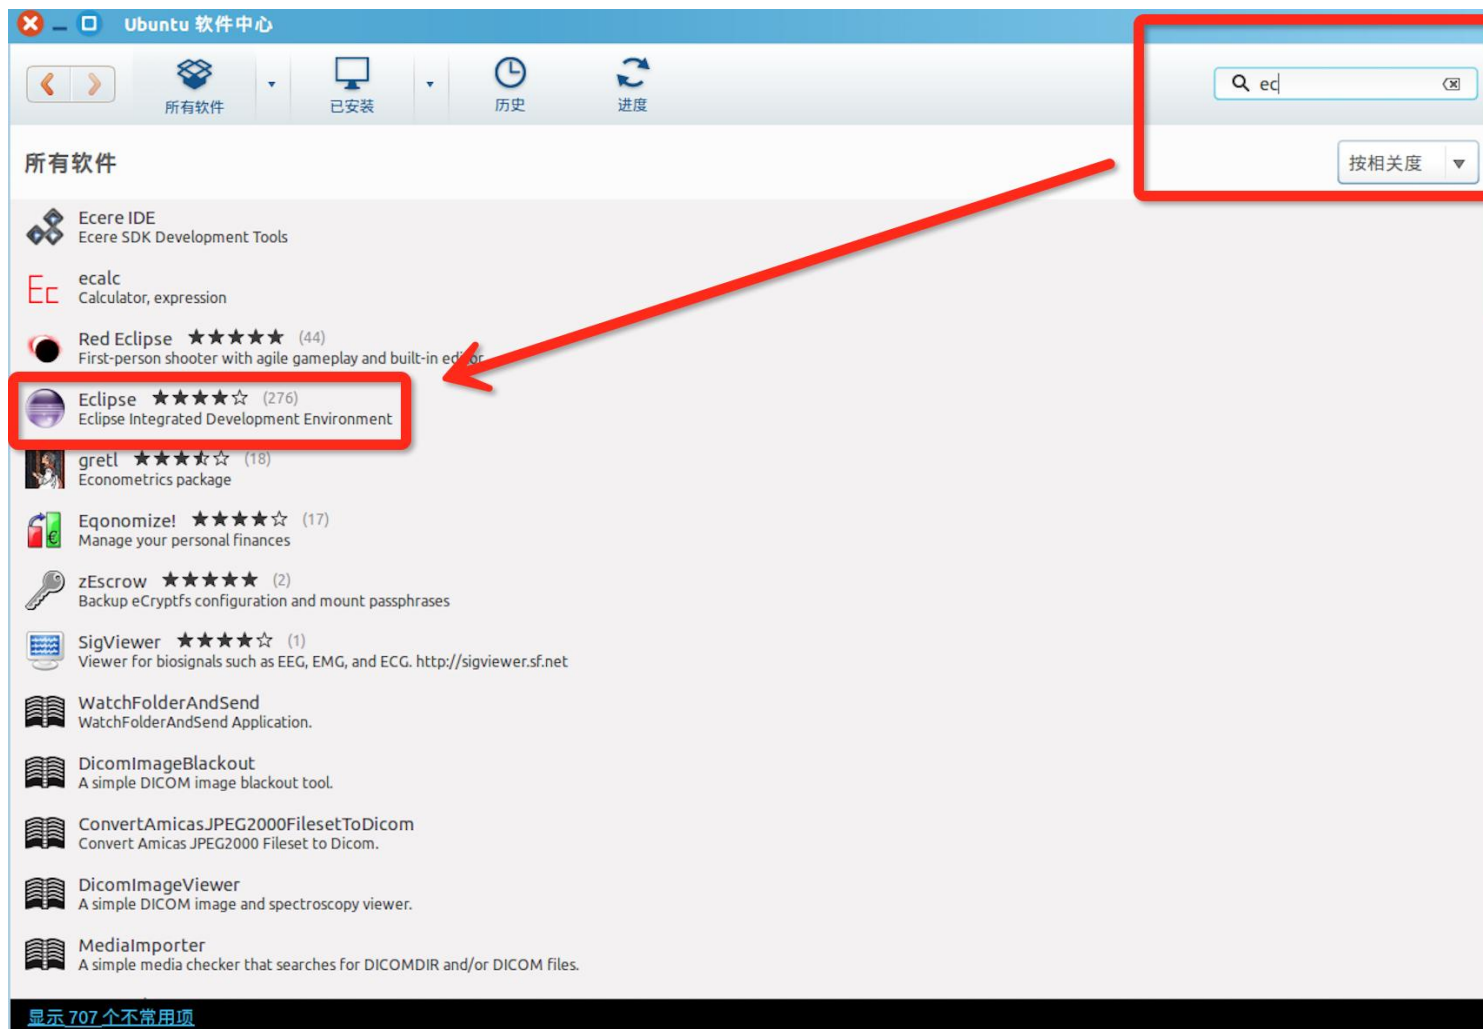 Ubuntu 软件中心
所有软件
已安装
历史
进度
ec
所有软件
按相关度
Ecere IDE
Ecere SDK Development Tools
Ec
ecalc
Calculator, expression
Red Eclipse ★★★★★ (44)
First-person shooter with agile gameplay and built-in editor
Eclipse ★★★★☆ (276)
Eclipse Integrated Development Environment
gretl (18)
Econometrics package
Eqonomize! ★★★★☆ (17)
Manage your personal finances
zEscrow ★★★★★ (2)
Backup eCryptfs configuration and mount passphrases
SigViewer ★★★★☆ (1)
Viewer for biosignals such as EEG, EMG, and ECG. http://sigviewer.sf.net
WatchFolderAndSend
WatchFolderAndSend Application.
DicomImageBlackout
A simple DICOM image blackout tool.
ConvertAmicasJPEG2000FilesetToDicom
Convert Amicas JPEG2000 Fileset to Dicom.
DicomImageViewer
A simple DICOM image and spectroscopy viewer.
MediaImporter
A simple media checker that searches for DICOMDIR and/or DICOM files.
显示 707 个不常用项